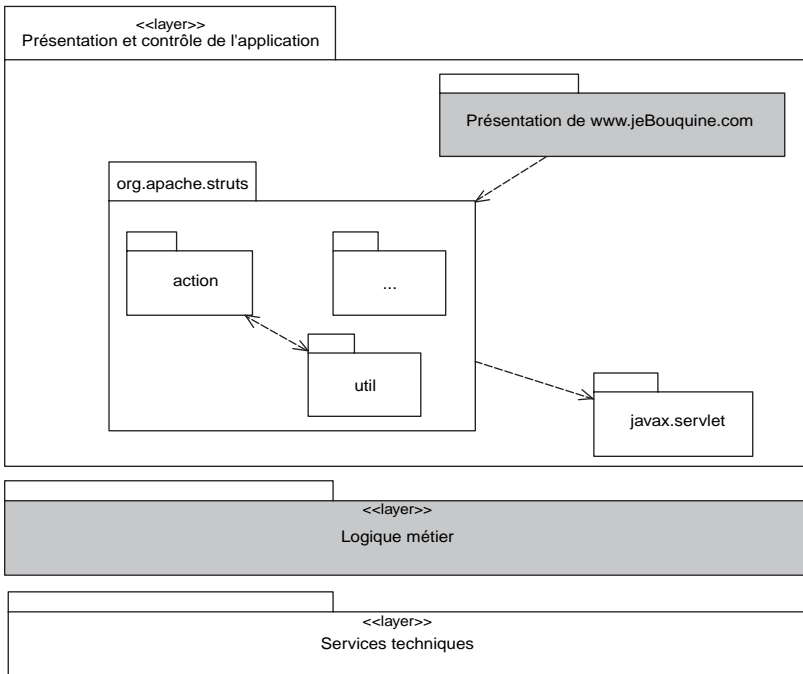 <<layer>>
Présentation et contrôle de l'application
Présentation de www.jeBouquine.com
org.apache.struts
action
...
util
javax.servlet
<<layer>>
Logique métier
<<layer>>
Services techniques